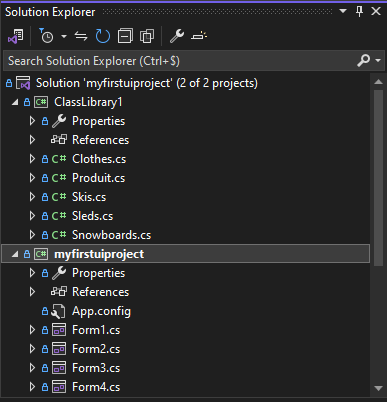 Solution Explorer
Search Solution Explorer (Ctrl+$)
Solution 'myfirstuiproject' (2 of 2 projects)
C# ClassLibrary1
Properties
References
C# Clothes.cs
C# Produit.cs
C# Skis.cs
C# Sleds.cs
C# Snowboards.cs
C# myfirstuiproject
Properties
References
App.config
Form1.cs
Form2.cs
Form3.cs
Form4.cs